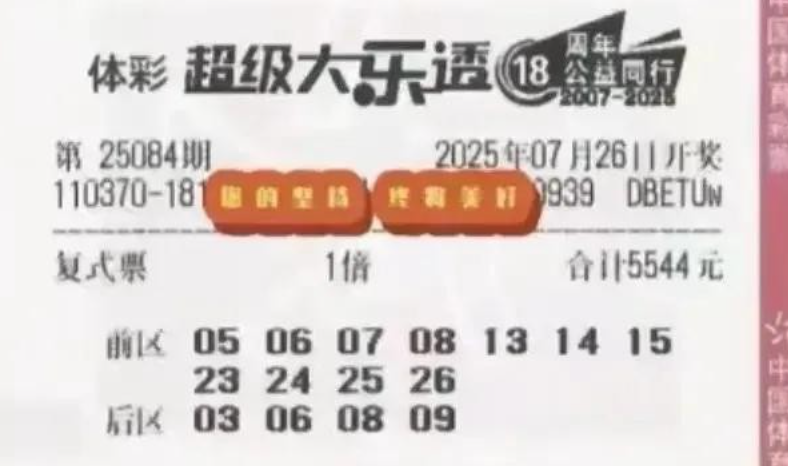 体彩 超级大乐透 18 周年 公益同行 2007-2025
第 25084期 2025年07月26日开奖
110370-181 您的坚持 终将美好 0939 DBETUW
复式票 1倍 合计5544元
前区 05 06 07 08 13 14 15
23 24 25 26
后区 03 06 08 09
中国体育彩票
中国体育